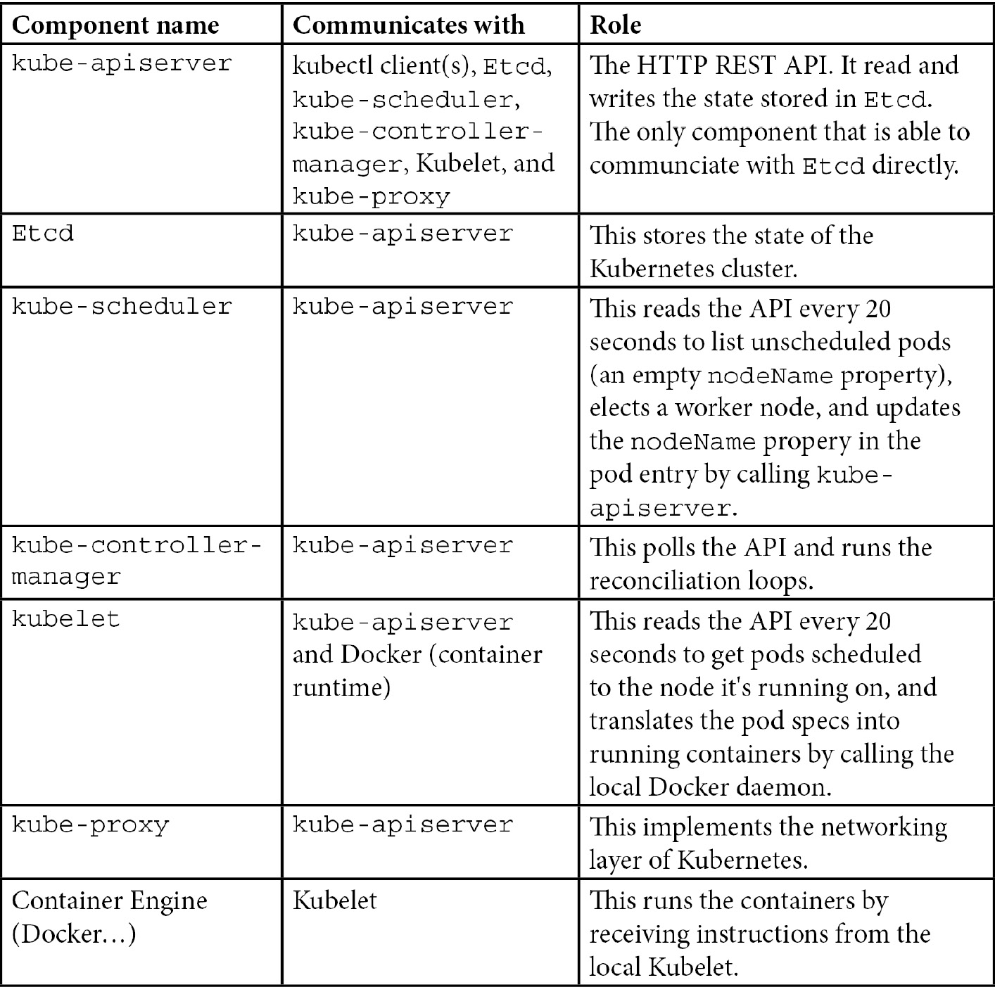 Component name
Communicates with
Role
kube-apiserver
kubectl client(s), Etcd,
kube-scheduler,
kube-controller-
manager, Kubelet, and
kube-proxy
The HTTP REST API. It read and
writes the state stored in Etcd.
The only component that is able to
communciate with Etcd directly.
Etcd
kube-apiserver
This stores the state of the
Kubernetes cluster.
kube-scheduler
kube-apiserver
This reads the API every 20
seconds to list unscheduled pods
(an empty nodeName property),
elects a worker node, and updates
the nodeName propery in the
pod entry by calling kube-
apiserver.
kube-controller-
manager
kube-apiserver
This polls the API and runs the
reconciliation loops.
kubelet
kube-apiserver
and Docker (container
runtime)
This reads the API every 20
seconds to get pods scheduled
to the node it's running on, and
translates the pod specs into
running containers by calling the
local Docker daemon.
kube-proxy
kube-apiserver
This implements the networking
layer of Kubernetes.
Container Engine
(Docker…)
Kubelet
This runs the containers by
receiving instructions from the
local Kubelet.